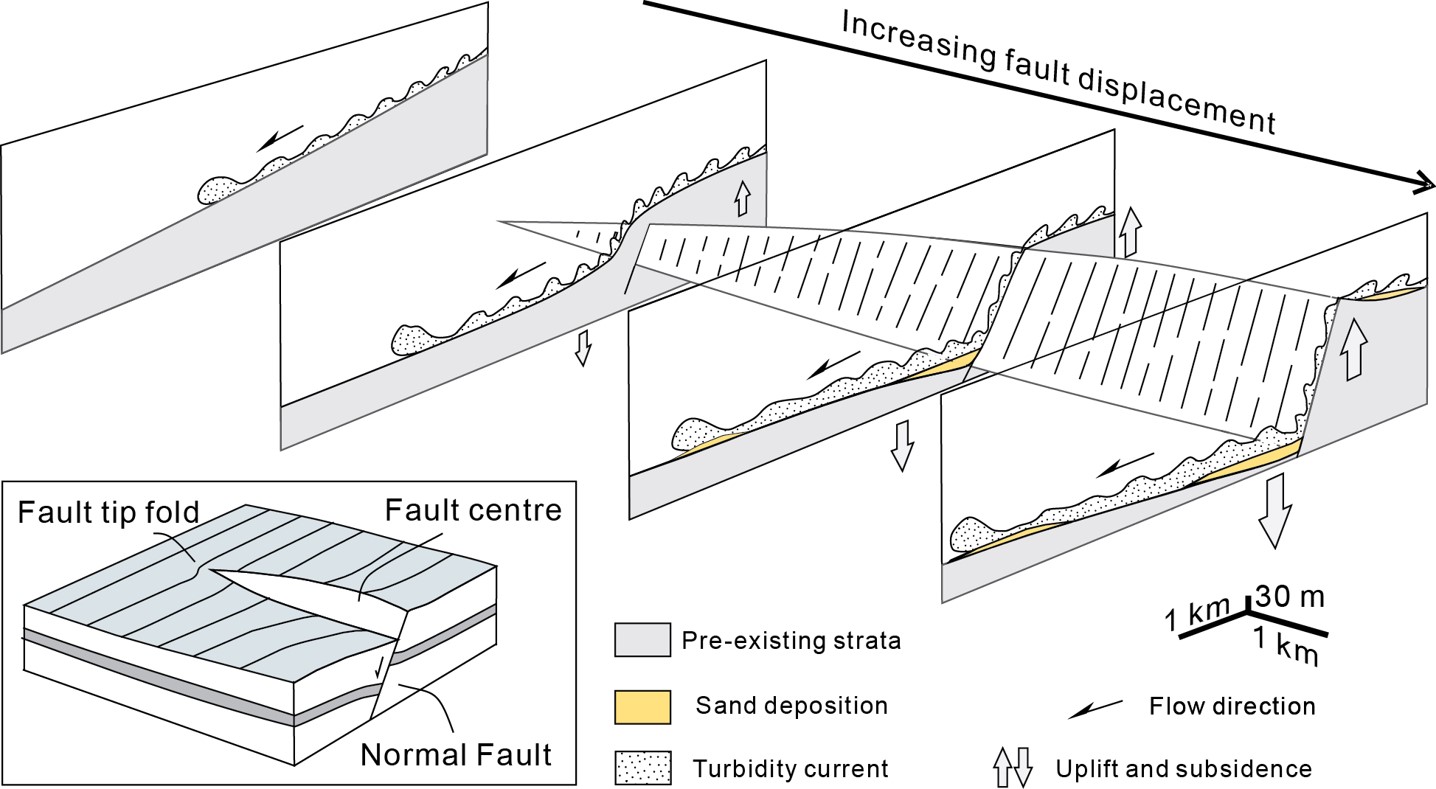 Increasing fault displacement
Fault tip fold
Fault centre
Normal Fault
Pre-existing strata
Sand deposition
Turbidity current
1 km
30 m
1 km
Flow direction
Uplift and subsidence